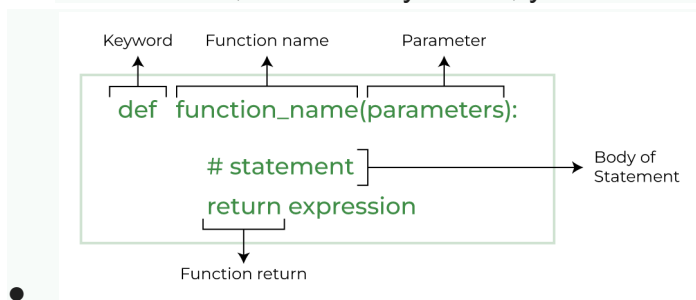 Keyword Function name Parameter
def function_name(parameters):
# statement
Body of
Statement
return expression
Function return